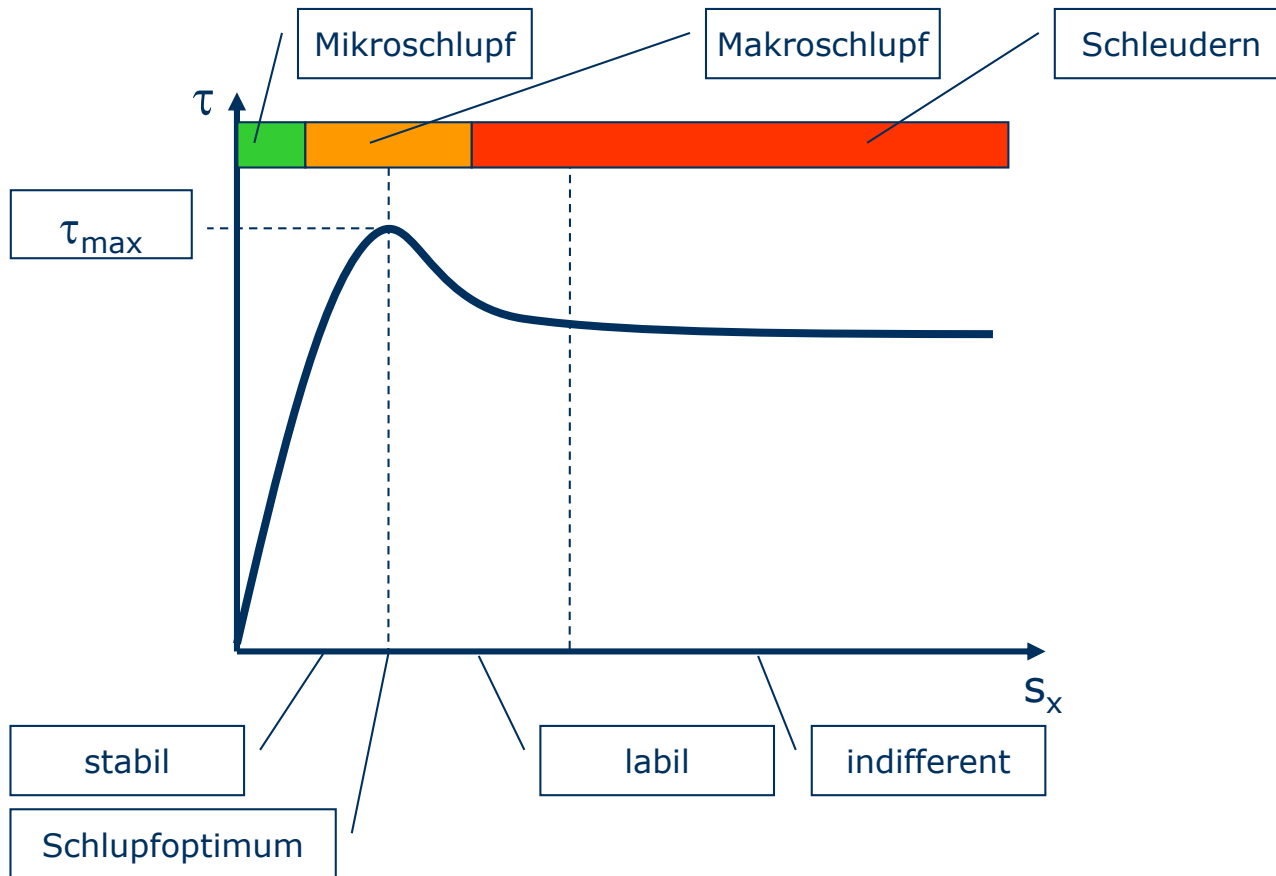 Mikroschlupf
Makroschlupf
Schleudern
τ
τmax
sx
stabil
labil
indifferent
Schlupfoptimum